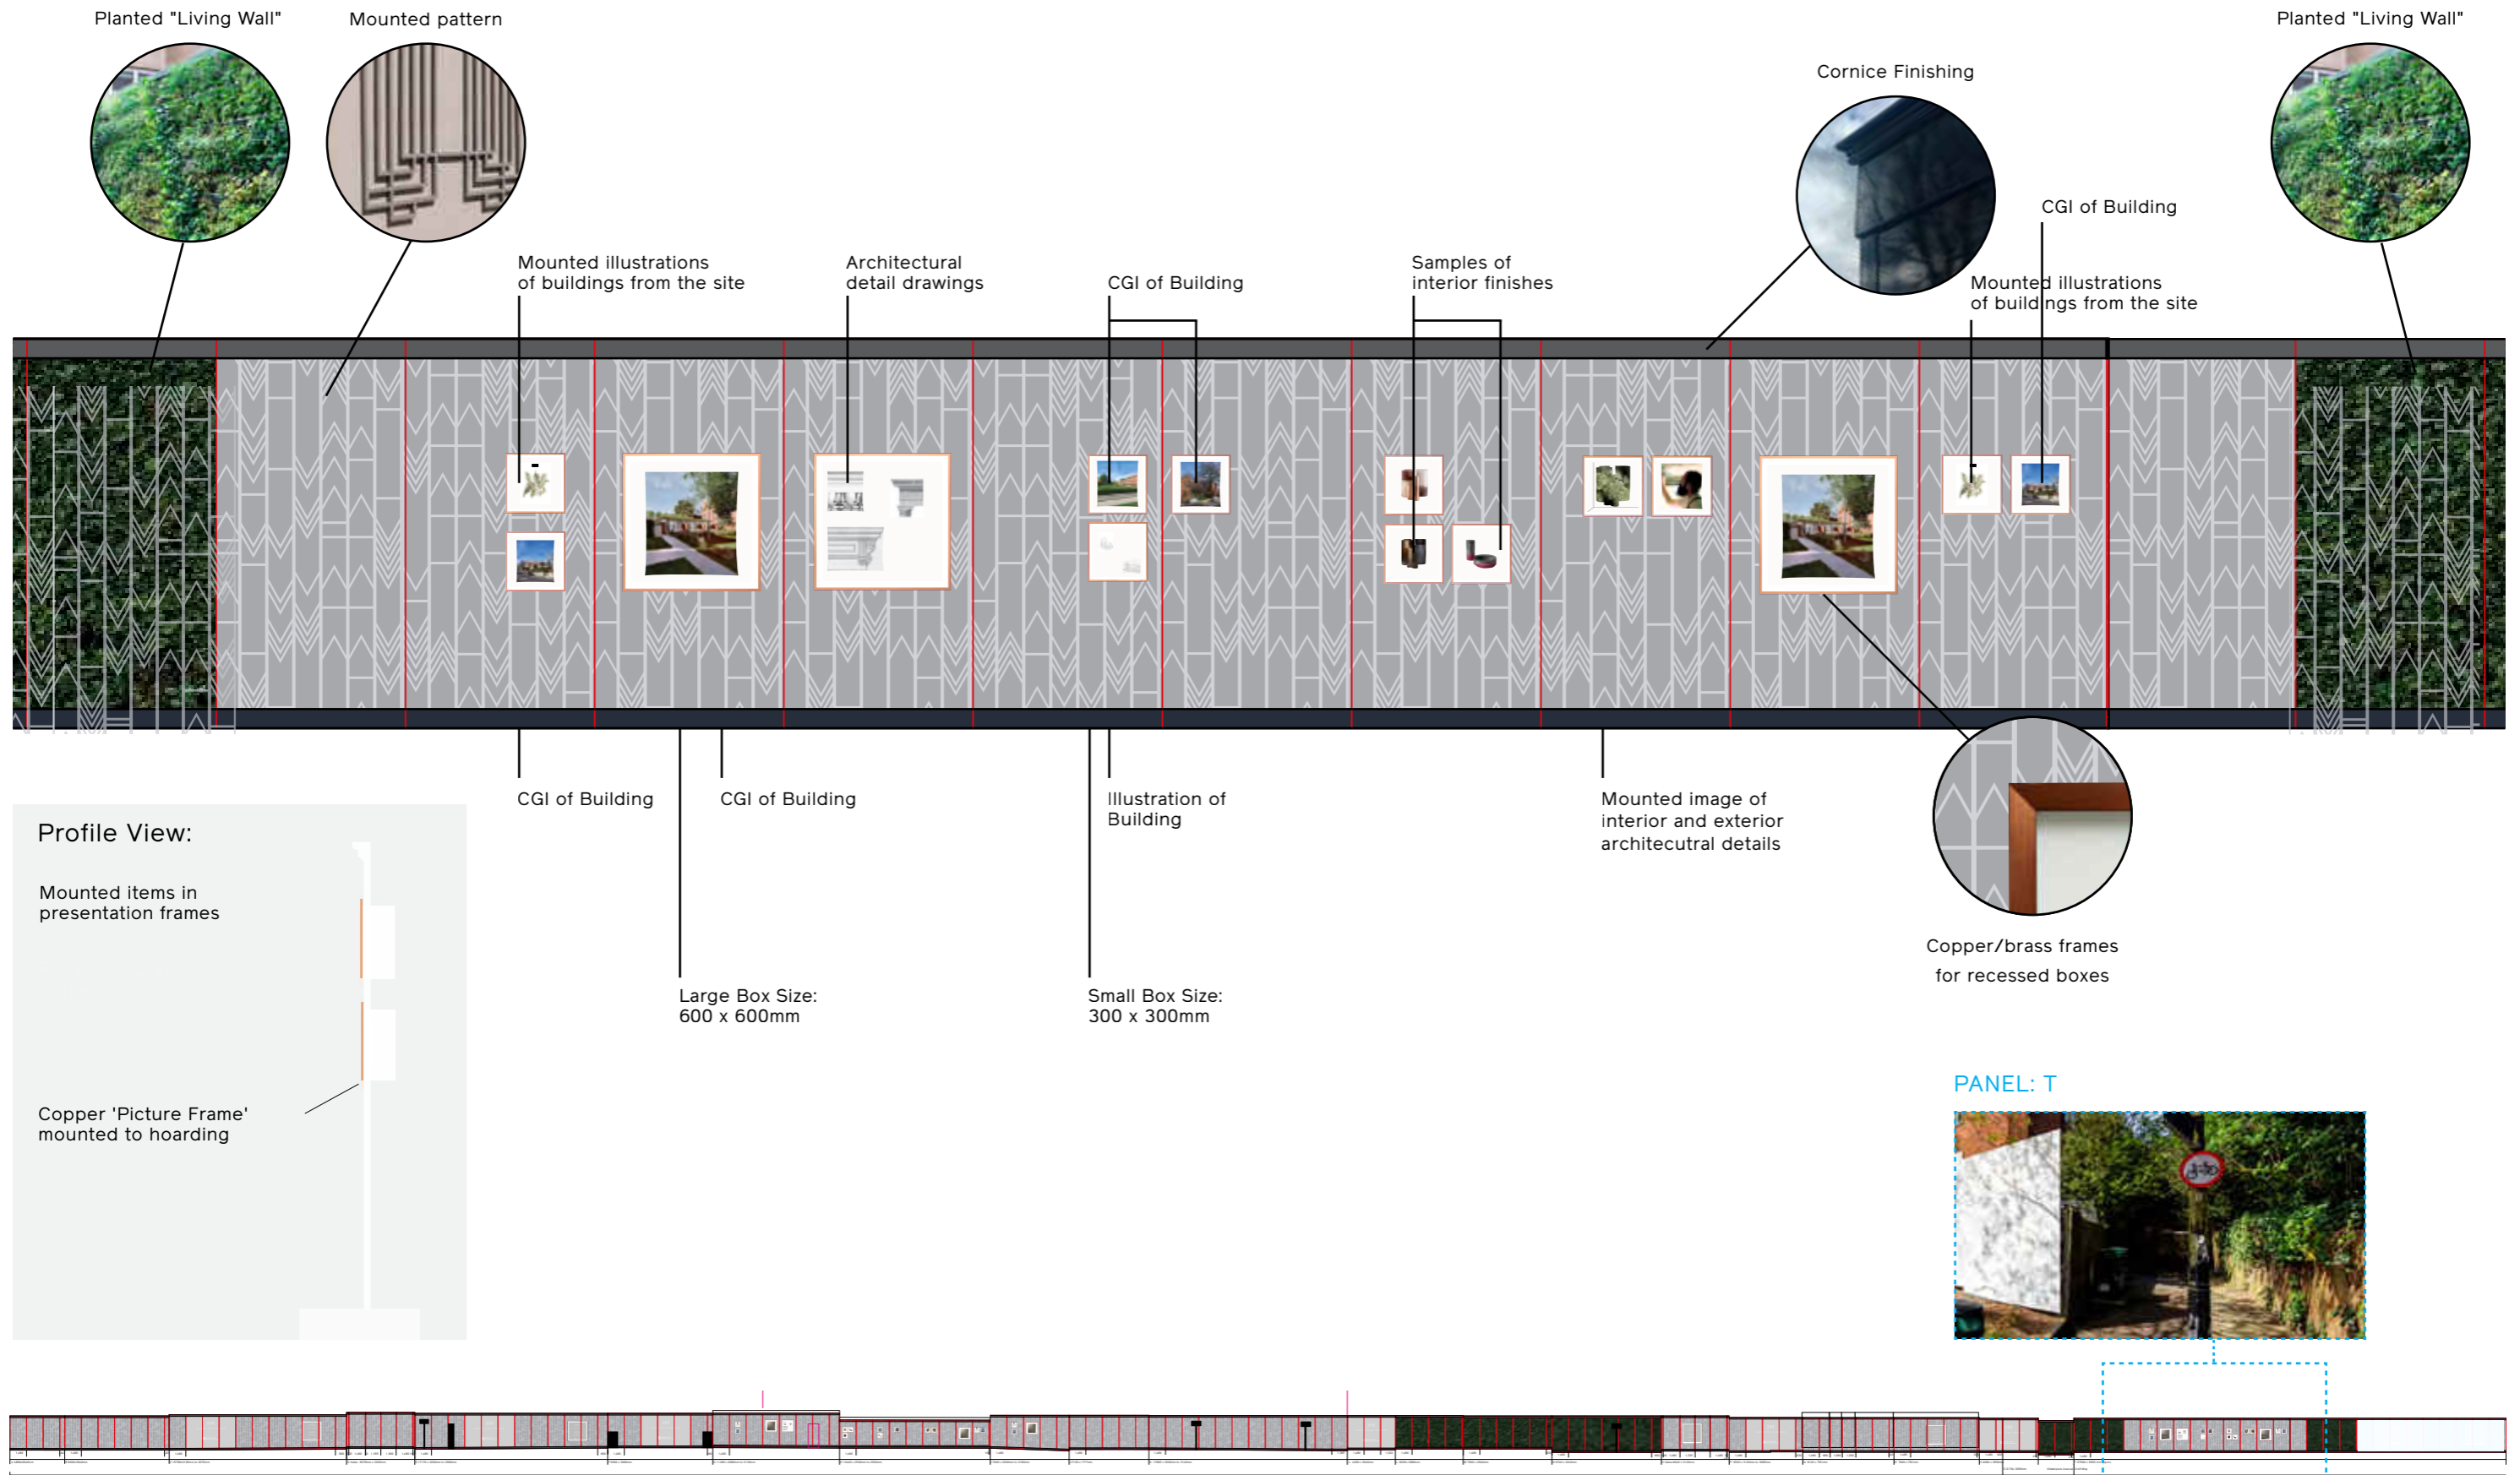 Planted "Living Wall"
Mounted pattern
Planted "Living Wall"
Cornice Finishing
CGI of Building
Mounted illustrations
of buildings from the site
Architectural
detail drawings
CGI of Building
Samples of
interior finishes
Mounted illustrations
of buildings from the site
CGI of Building
CGI of Building
Illustration of
Building
Mounted image of
interior and exterior
architecutral details
Profile View:
Mounted items in
presentation frames
Copper 'Picture Frame'
mounted to hoarding
Large Box Size:
600 x 600mm
Small Box Size:
300 x 300mm
Copper/brass frames
for recessed boxes
PANEL: T